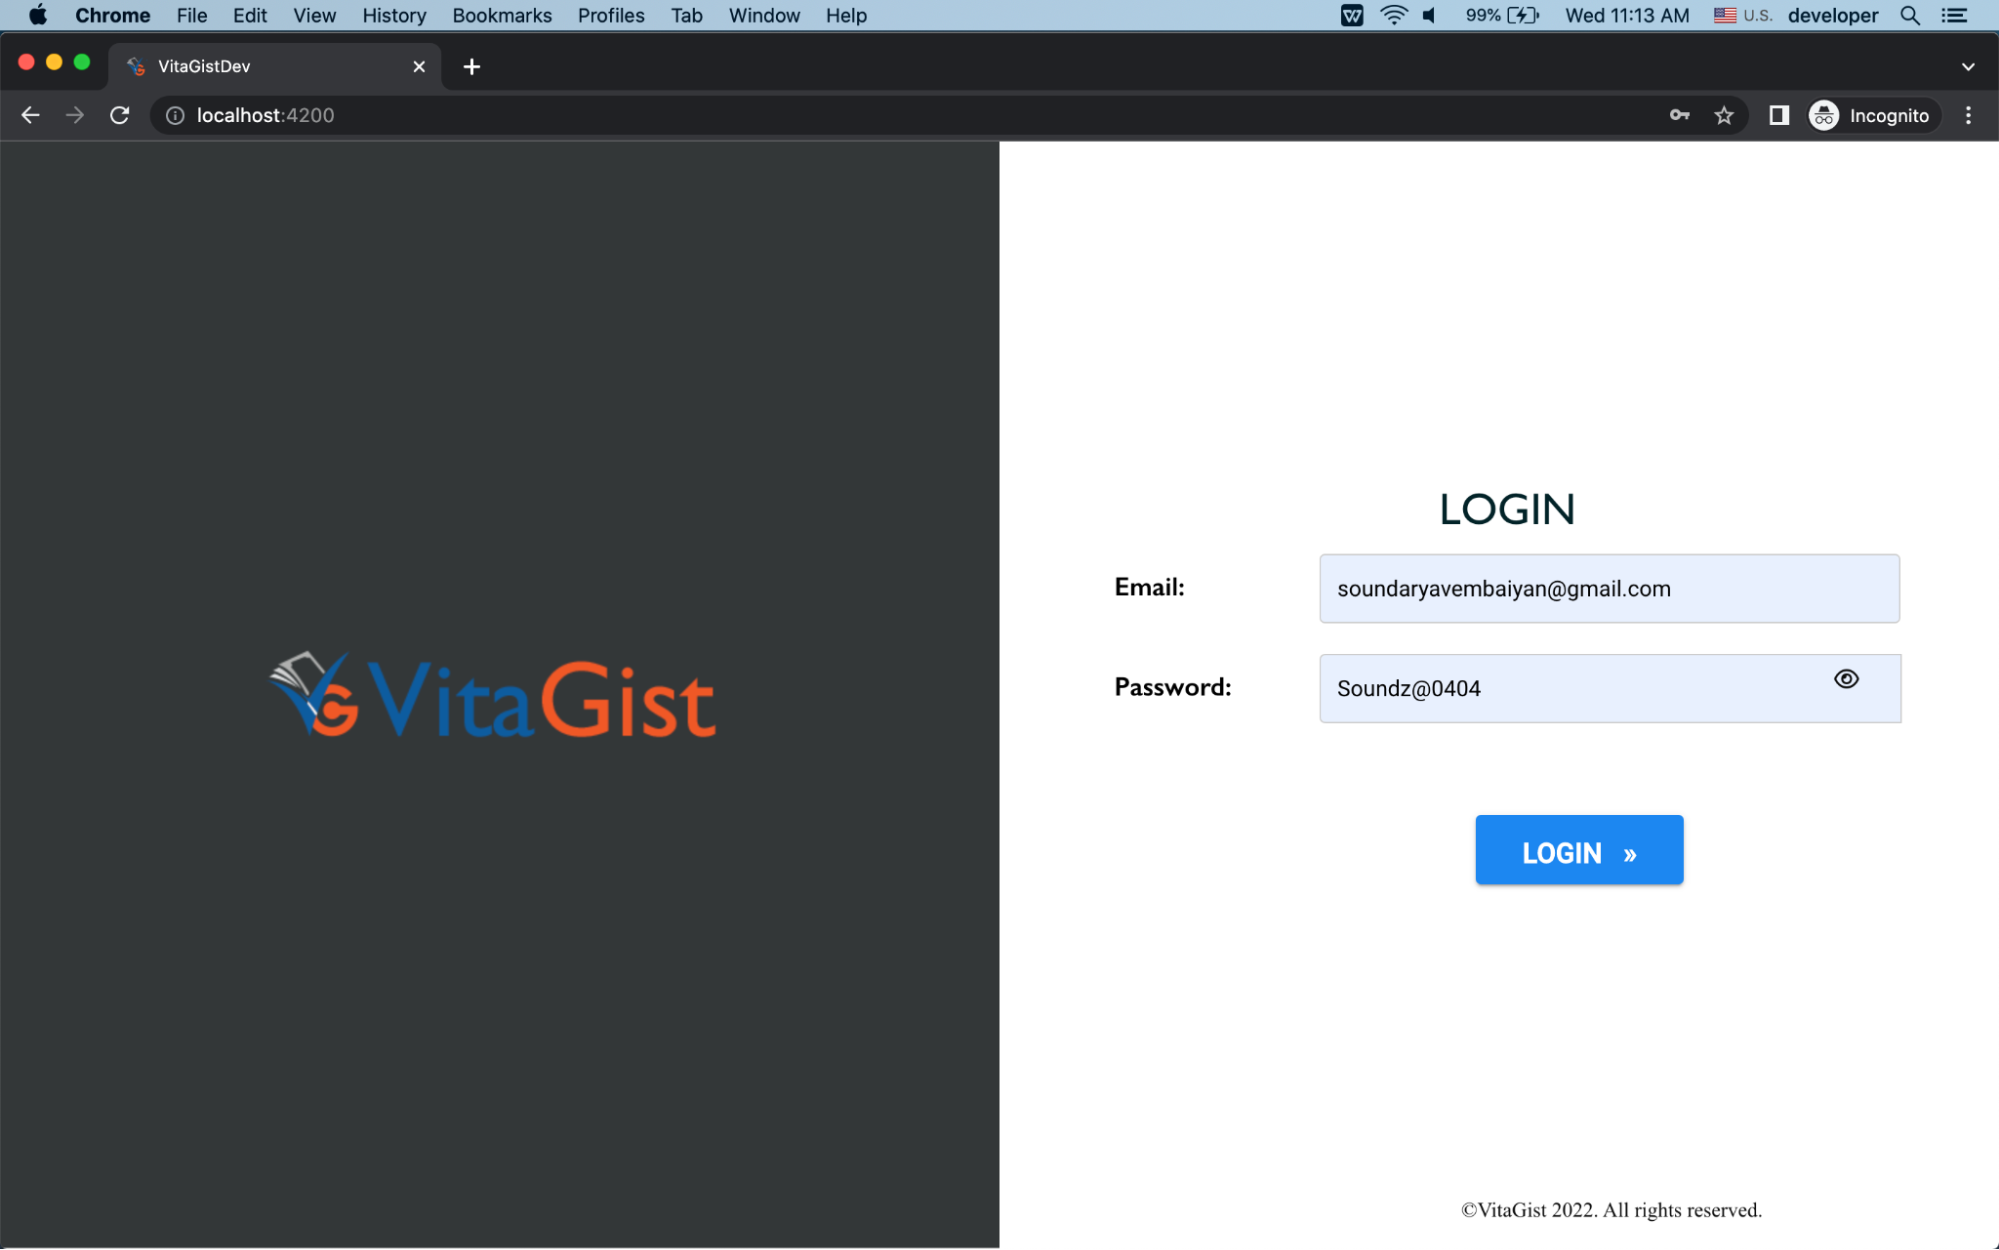 Chrome File Edit View History Bookmarks Profiles Tab Window Help 99% Wed 11:13 AM U.S. developer
VitaGistDev
localhost:4200 Incognito
VitaGist
LOGIN
Email: soundaryavembaiyan@gmail.com
Password: Soundz@0404
LOGIN »
©VitaGist 2022. All rights reserved.